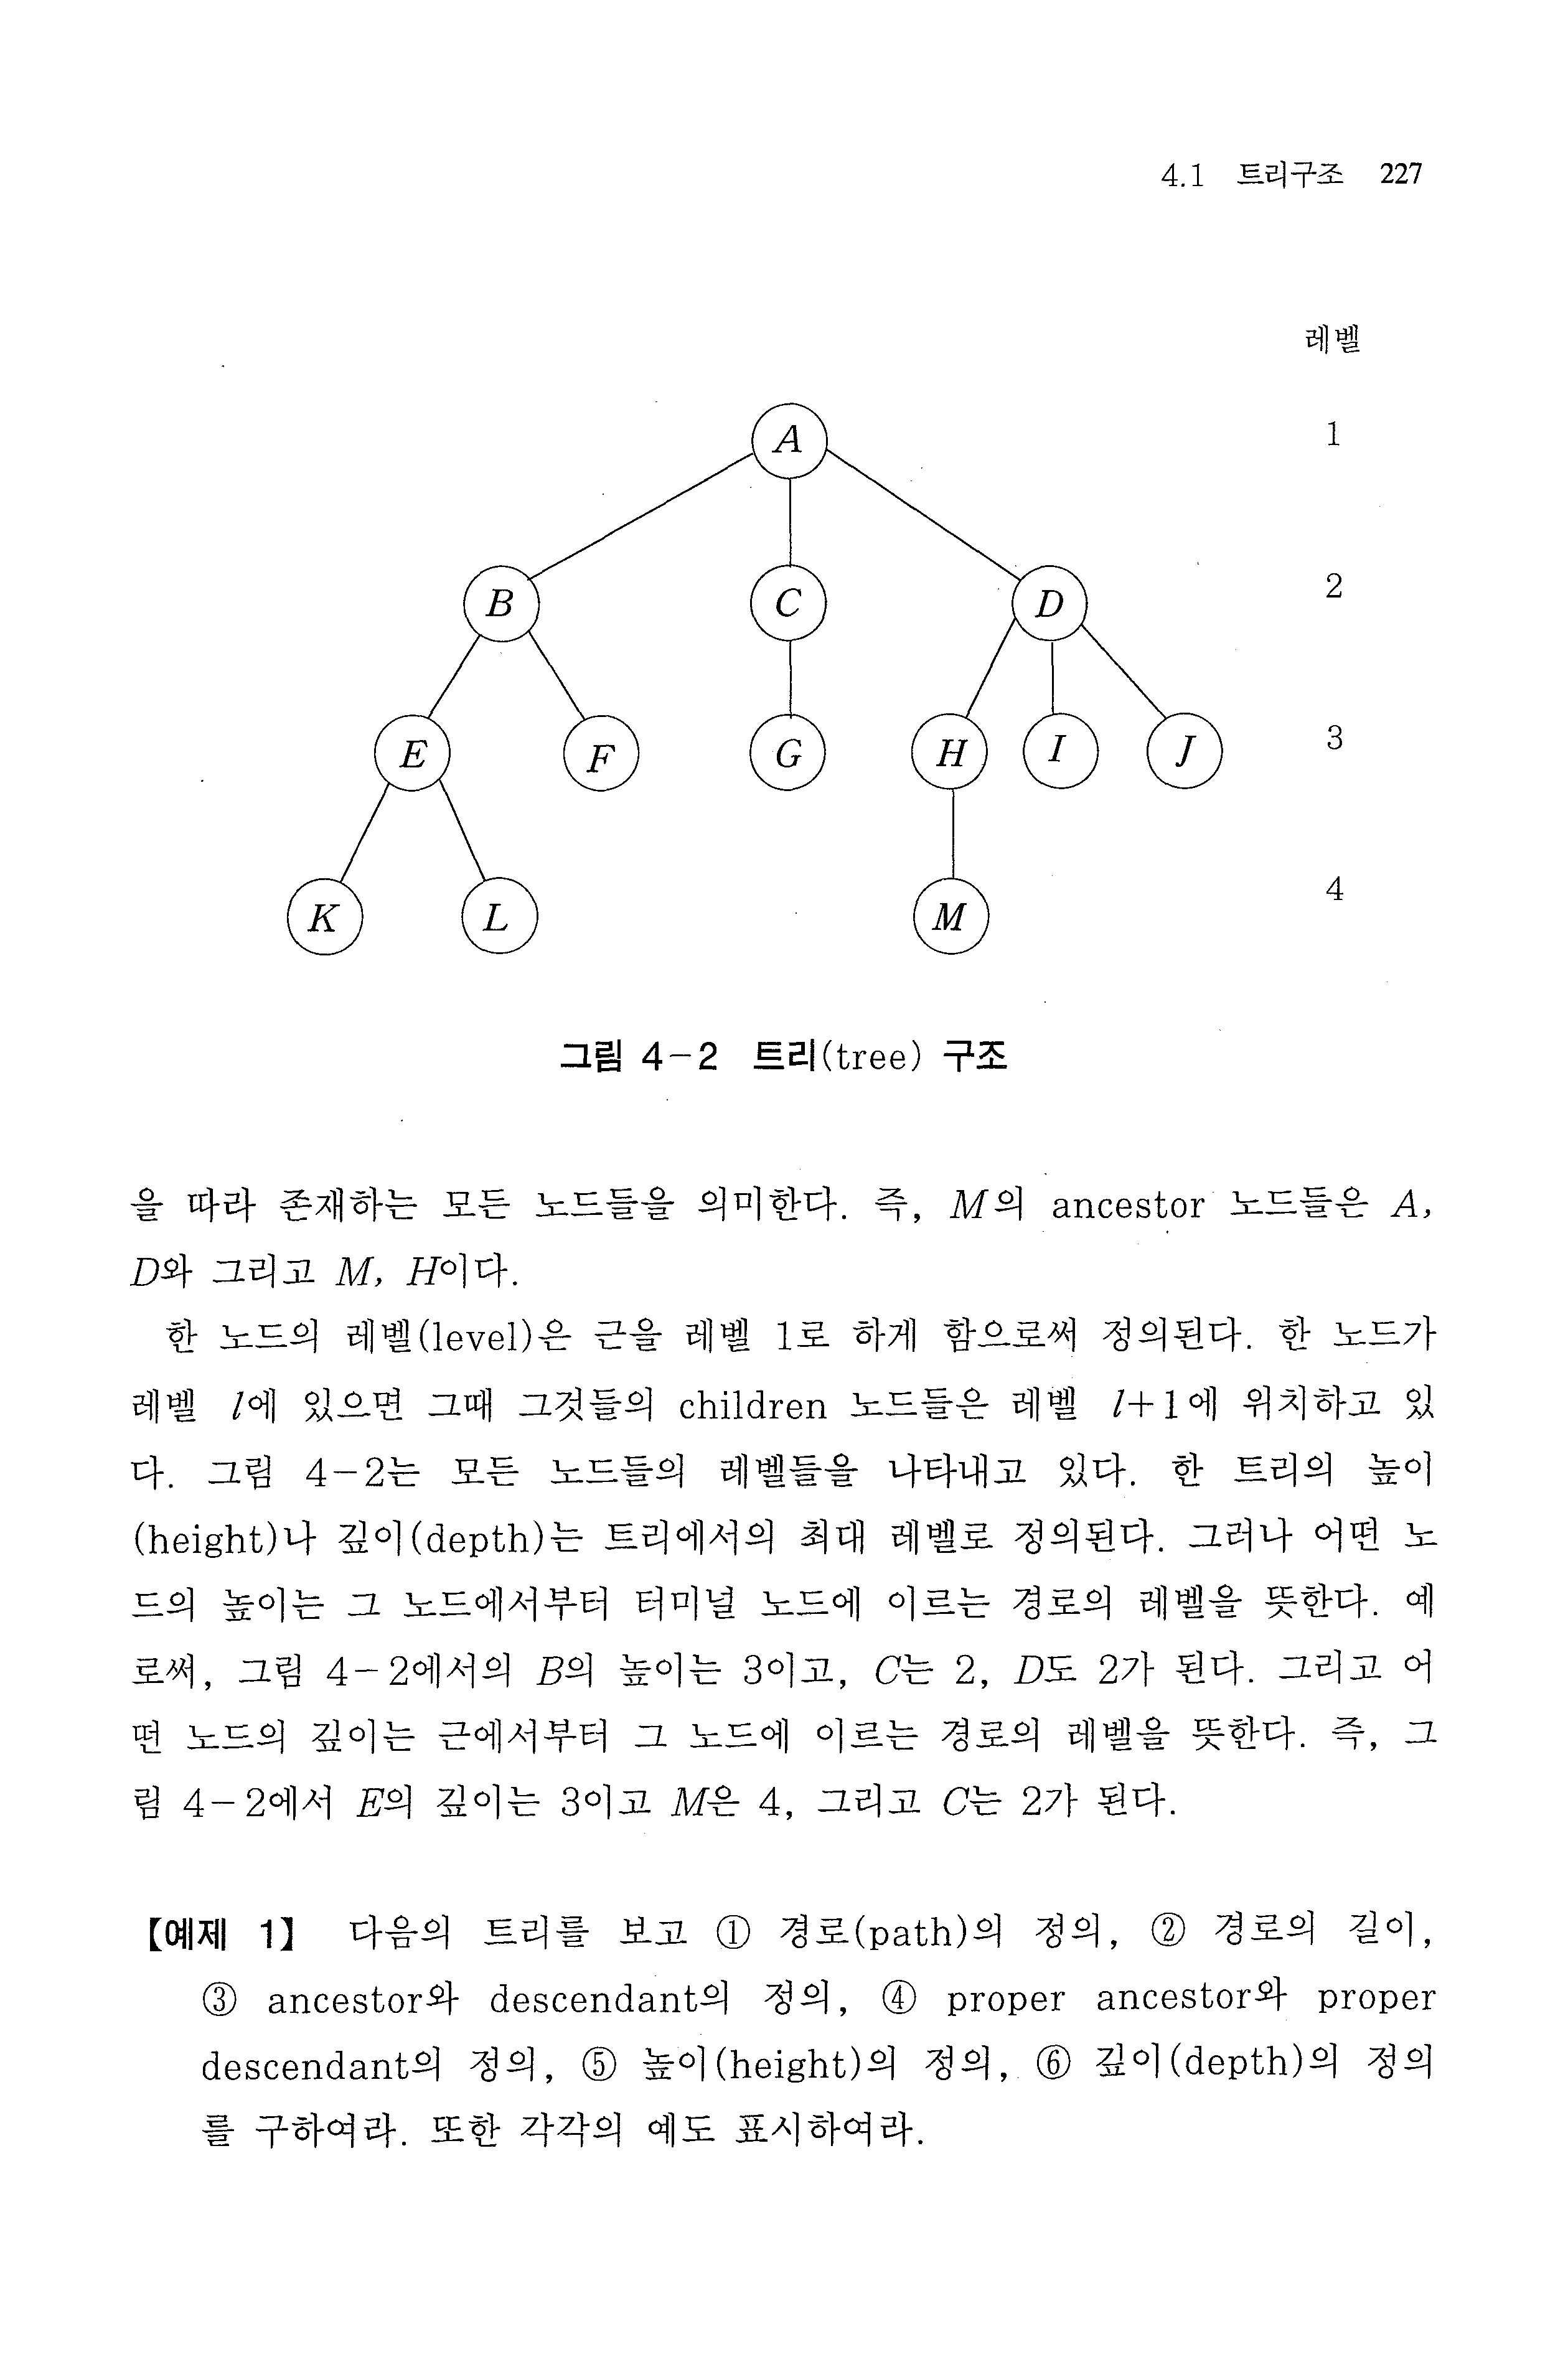 4.1 트리구조 227
레벨
A
1
B
C
D
2
E
F
G
H
I
J
3
K
L
M
4
그림 4-2 트리(tree) 구조
을 따라 존재하는 모든 노드들을 의미한다. 즉, M의 ancestor 노드들은 A,
D와 그리고 M, H이다.
한 노드의 레벨(level)은 근을 레벨 1로 하게 함으로써 정의된다. 한 노드가
레벨 l에 있으면 그때 그것들의 children 노드들은 레벨 l+1에 위치하고 있
다. 그림 4-2는 모든 노드들의 레벨들을 나타내고 있다. 한 트리의 높이
(height)나 깊이(depth)는 트리에서의 최대 레벨로 정의된다. 그러나 어떤 노
드의 높이는 그 노드에서부터 터미널 노드에 이르는 경로의 레벨을 뜻한다. 예
로써, 그림 4-2에서의 B의 높이는 3이고, C는 2, D도 2가 된다. 그리고 어
떤 노드의 깊이는 근에서부터 그 노드에 이르는 경로의 레벨을 뜻한다. 즉, 그
림 4-2에서 E의 깊이는 3이고 M은 4, 그리고 C는 2가 된다.
【예제 1】 다음의 트리를 보고 ① 경로(path)의 정의, ② 경로의 길이,
③ ancestor와 descendant의 정의, ④ proper ancestor와 proper
descendant의 정의, ⑤ 높이(height)의 정의, ⑥ 깊이(depth)의 정의
를 구하여라. 또한 각각의 예도 표시하여라.